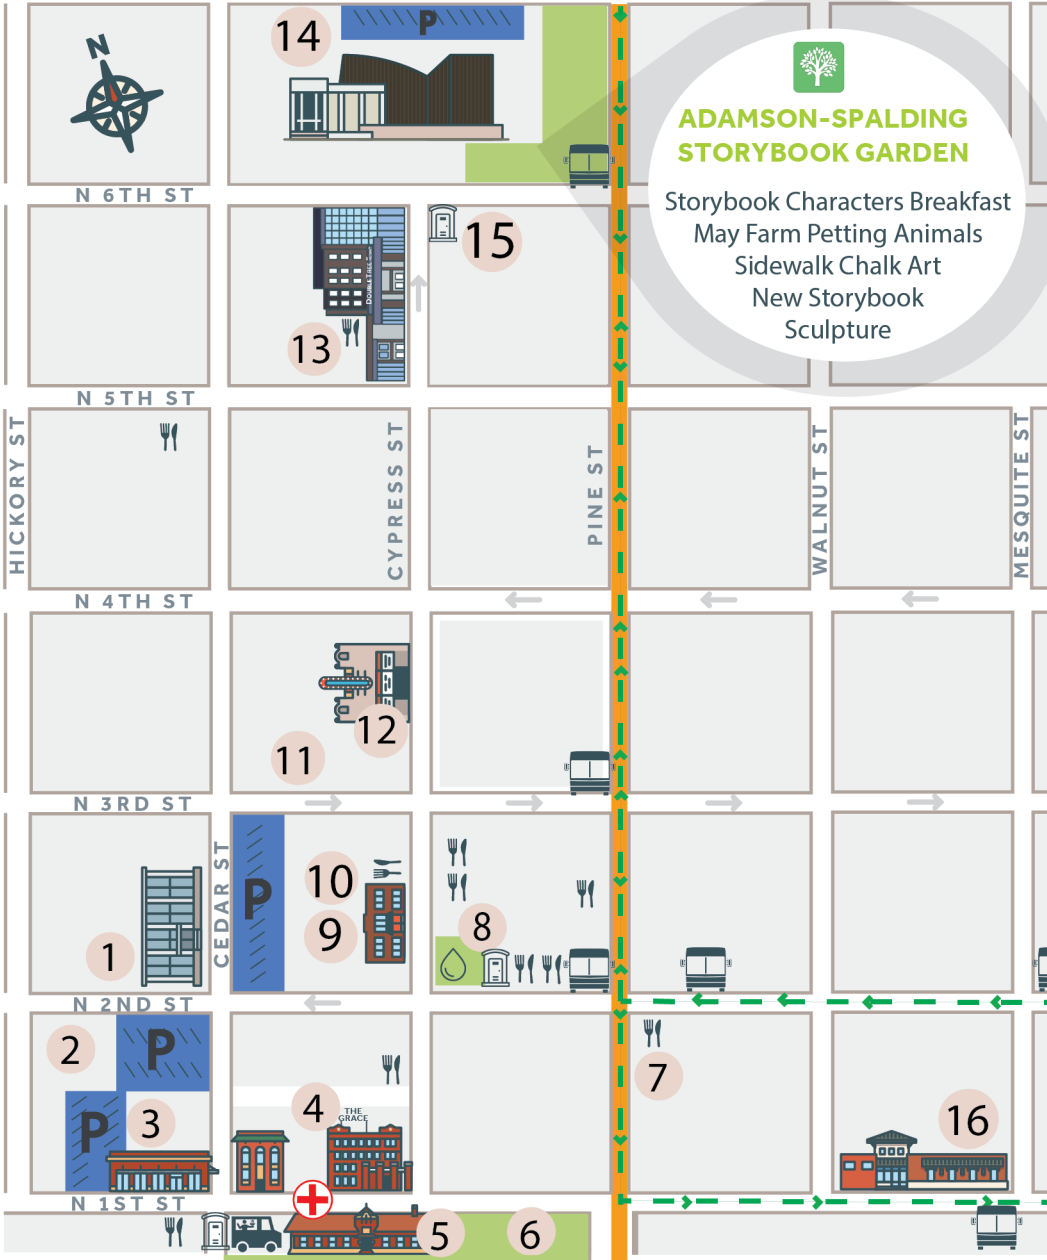 14
P
N
ADAMSON-SPALDING
STORYBOOK GARDEN
Storybook Characters Breakfast
May Farm Petting Animals
Sidewalk Chalk Art
New Storybook
Sculpture
N 6TH ST
15
DOUBLETREE
13
N 5TH ST
HICKORY ST
CYPRESS ST
PINE ST
WALNUT ST
MESQUITE ST
N 4TH ST
12
11
N 3RD ST
CEDAR ST
P
10
9
8
1
N 2ND ST
2
P
P
3
4
THE
GRACE
7
16
N 1ST ST
5
6